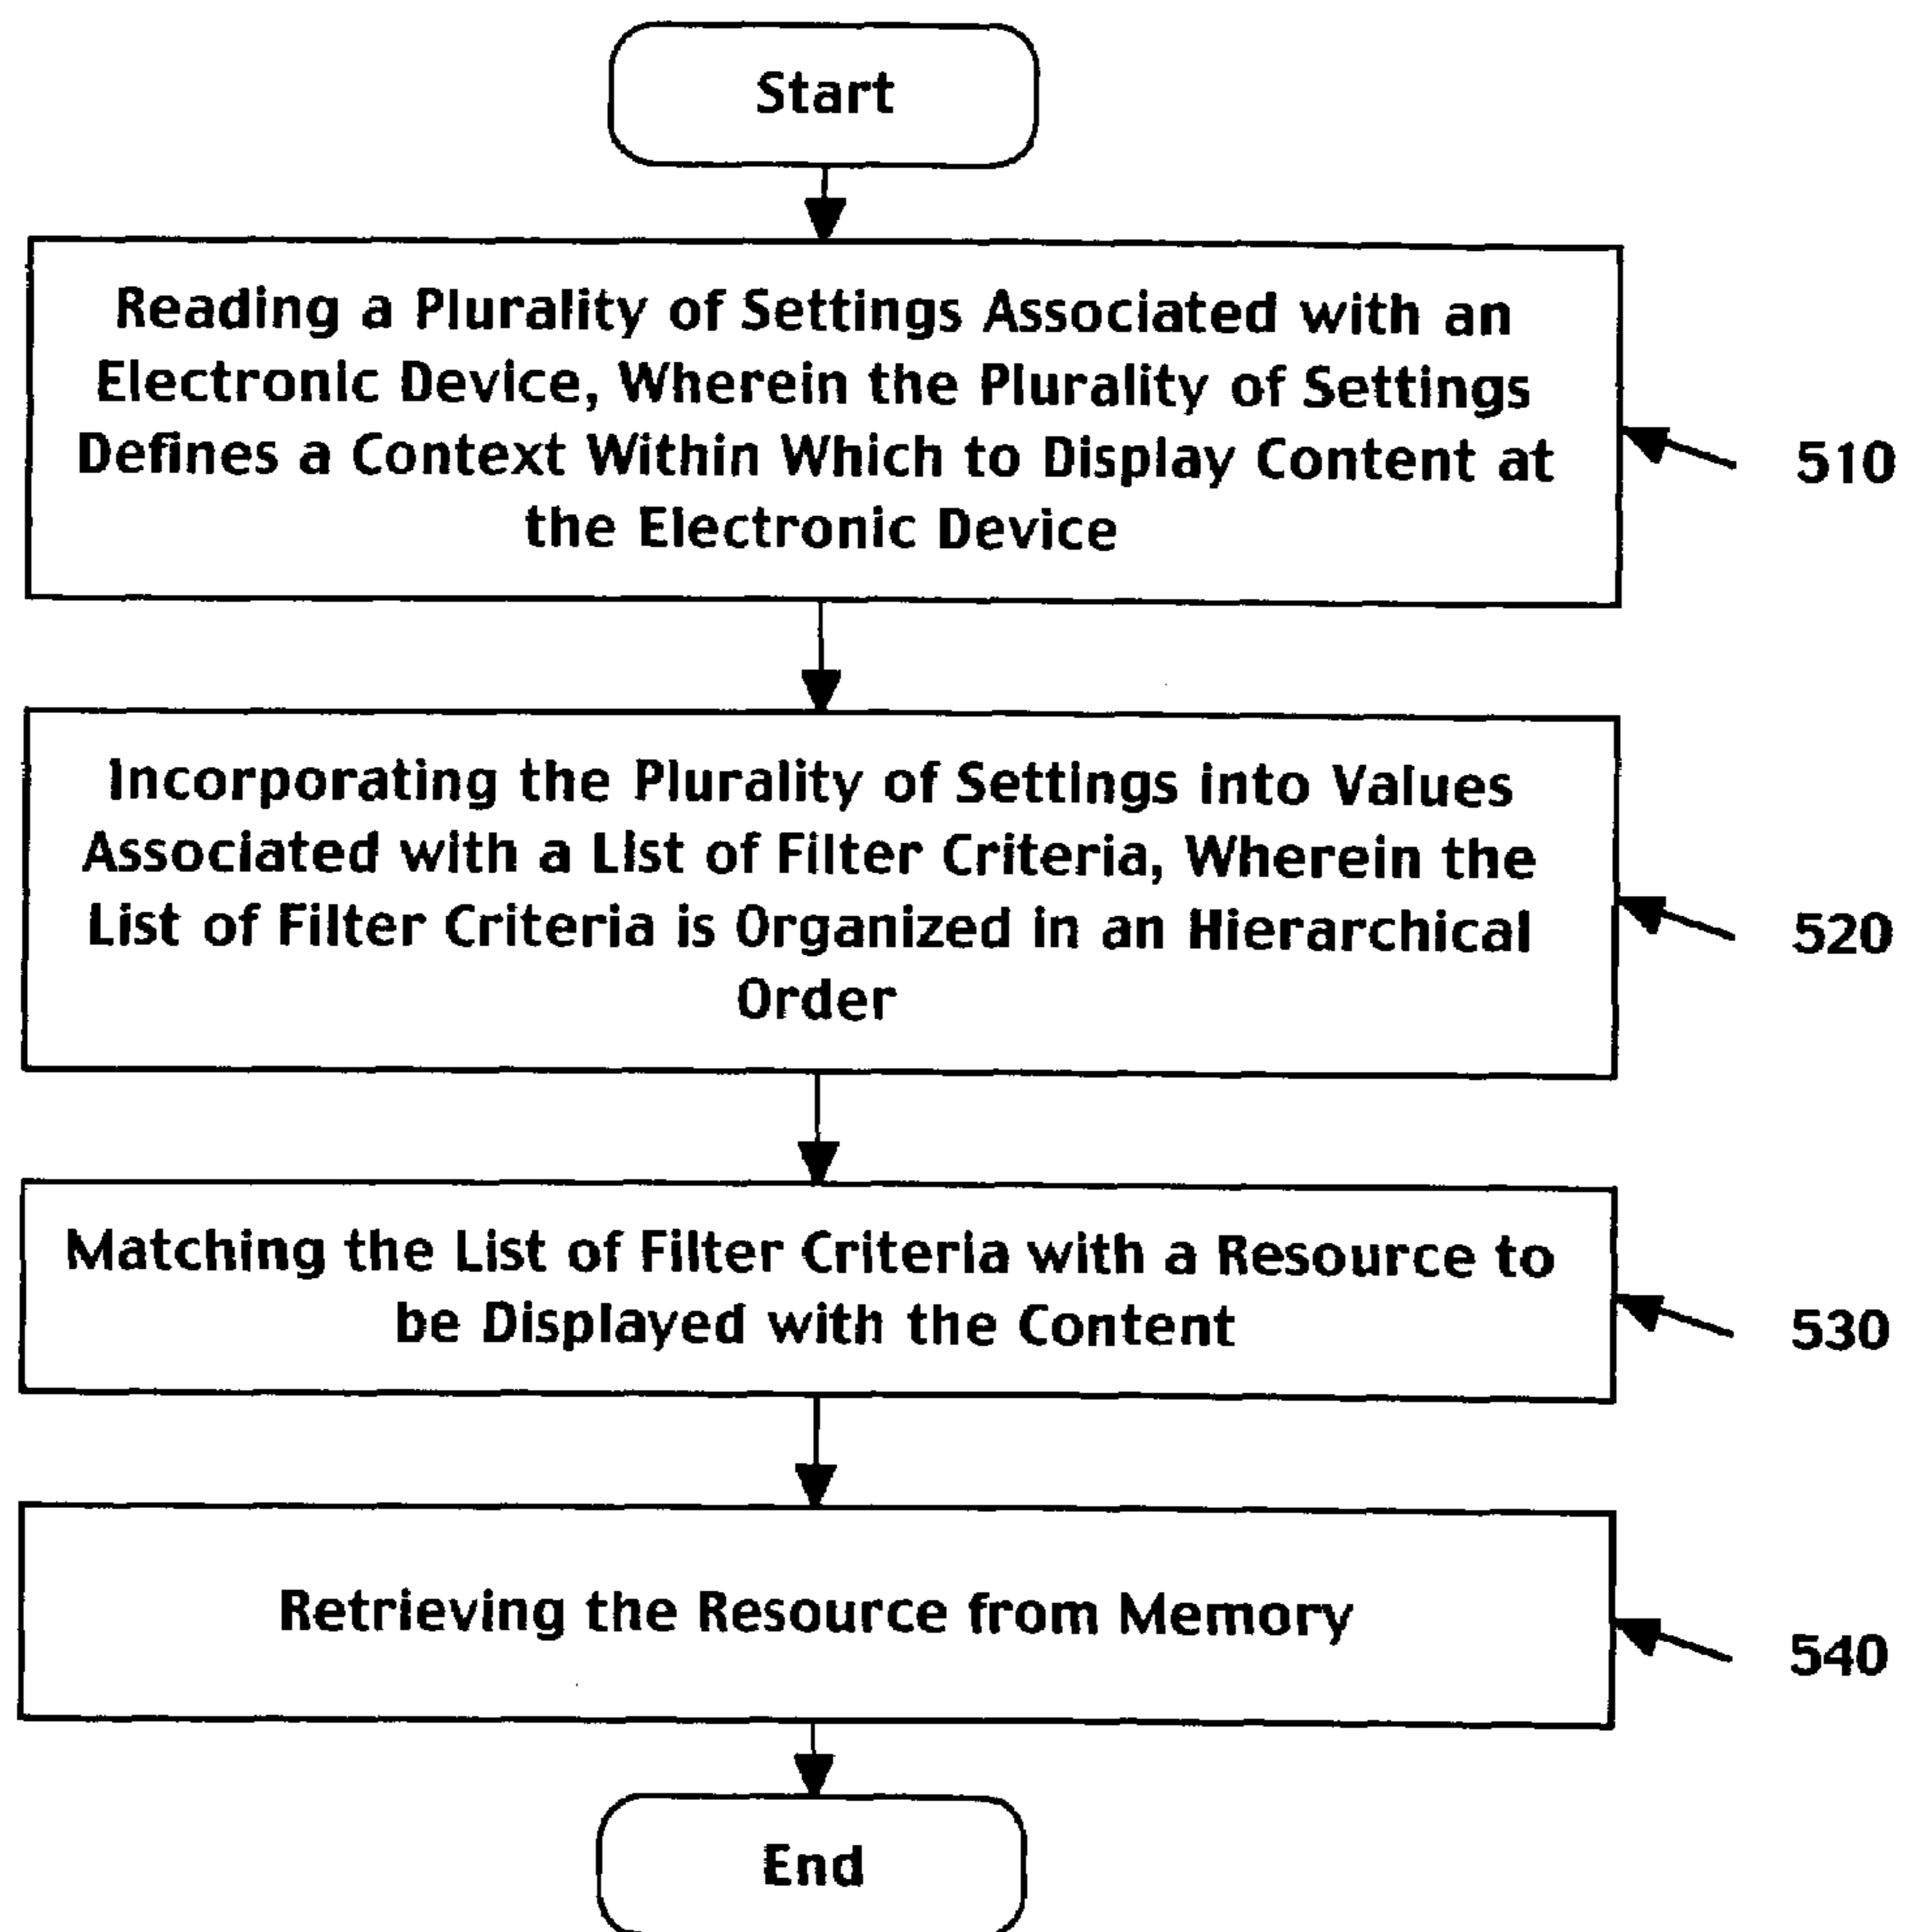 Start
Reading a Plurality of Settings Associated with an
Electronic Device, Wherein the Plurality of Settings
Defines a Context Within Which to Display Content at
the Electronic Device
510
Incorporating the Plurality of Settings into Values
Associated with a List of Filter Criteria, Wherein the
List of Filter Criteria is Organized in an Hierarchical
Order
520
Matching the List of Filter Criteria with a Resource to
be Displayed with the Content
530
Retrieving the Resource from Memory
540
End